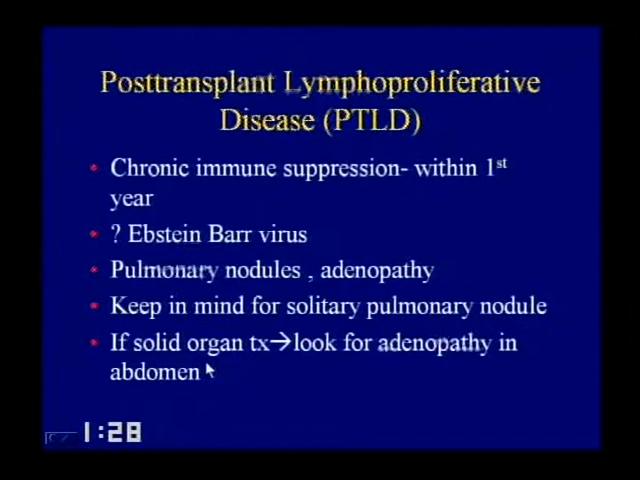 Posttransplant Lymphoproliferative
Disease (PTLD)
• Chronic immune suppression- within 1st
year
• ? Ebstein Barr virus
• Pulmonary nodules , adenopathy
• Keep in mind for solitary pulmonary nodule
• If solid organ tx→look for adenopathy in
abdomen
1:28